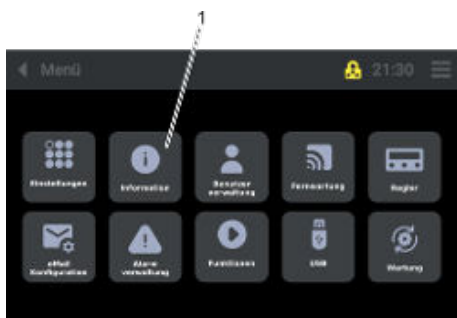 1
Menü 21:30
Einstellungen Information Benutzer Fernwartung Regler
verwaltung
eMail Alarm Funktionen USB Wartung
Konfiguration verwaltung